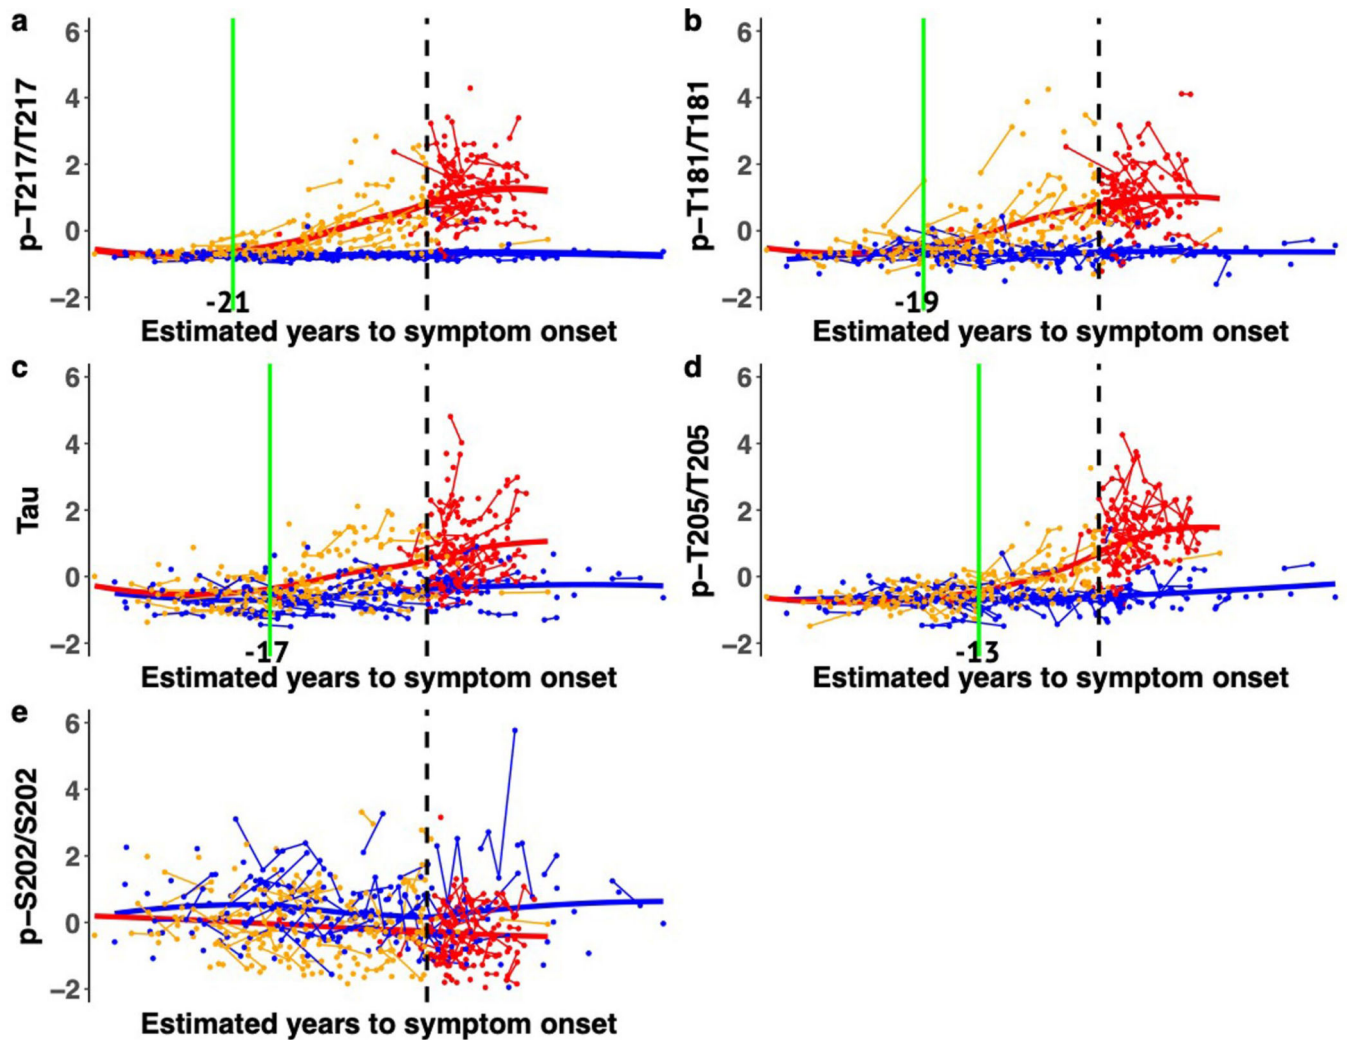 a
p–T217/T217
6
4
2
0
–2
-21
Estimated years to symptom onset
b
p–T181/T181
6
4
2
0
–2
-19
Estimated years to symptom onset
c
Tau
6
4
2
0
–2
-17
Estimated years to symptom onset
d
p–T205/T205
6
4
2
0
–2
-13
Estimated years to symptom onset
e
p–S202/S202
6
4
2
0
–2
Estimated years to symptom onset